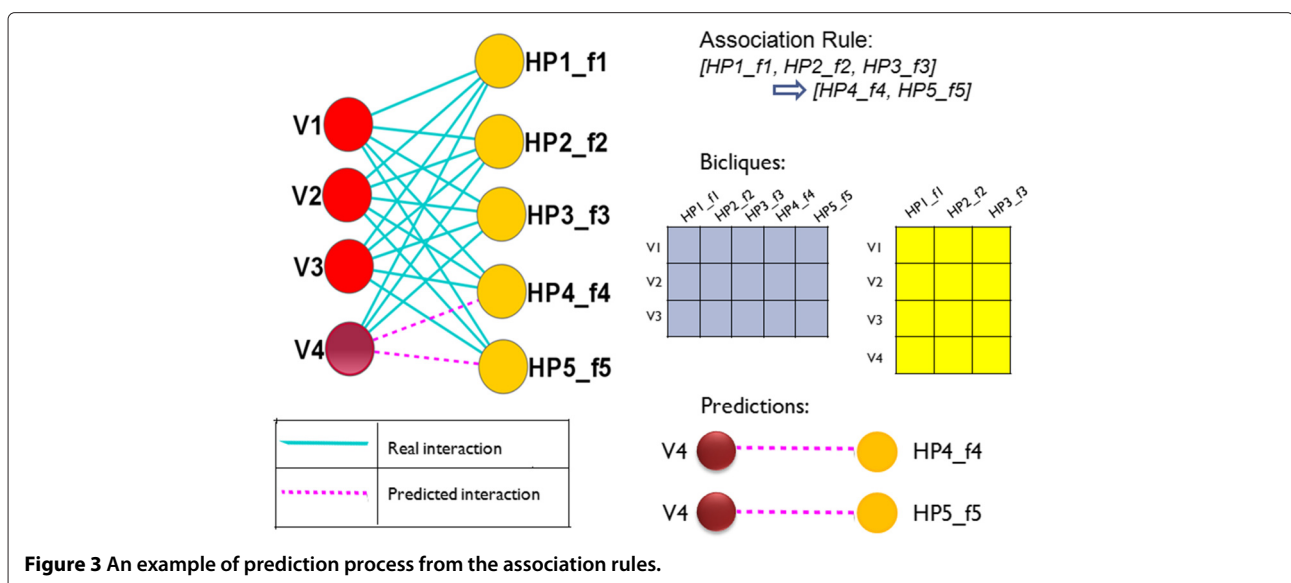 HP1_f1
HP2_f2
HP3_f3
HP4_f4
HP5_f5
V1
V2
V3
V4
Real interaction
Predicted interaction
Association Rule:
[HP1_f1, HP2_f2, HP3_f3]
[HP4_f4, HP5_f5]
Bicliques:
HP1_f1 HP2_f2 HP3_f3 HP4_f4 HP5_f5
V1
V2
V3
HP1_f1 HP2_f2 HP3_f3
V1
V2
V3
V4
Predictions:
V4 HP4_f4
V4 HP5_f5
Figure 3 An example of prediction process from the association rules.